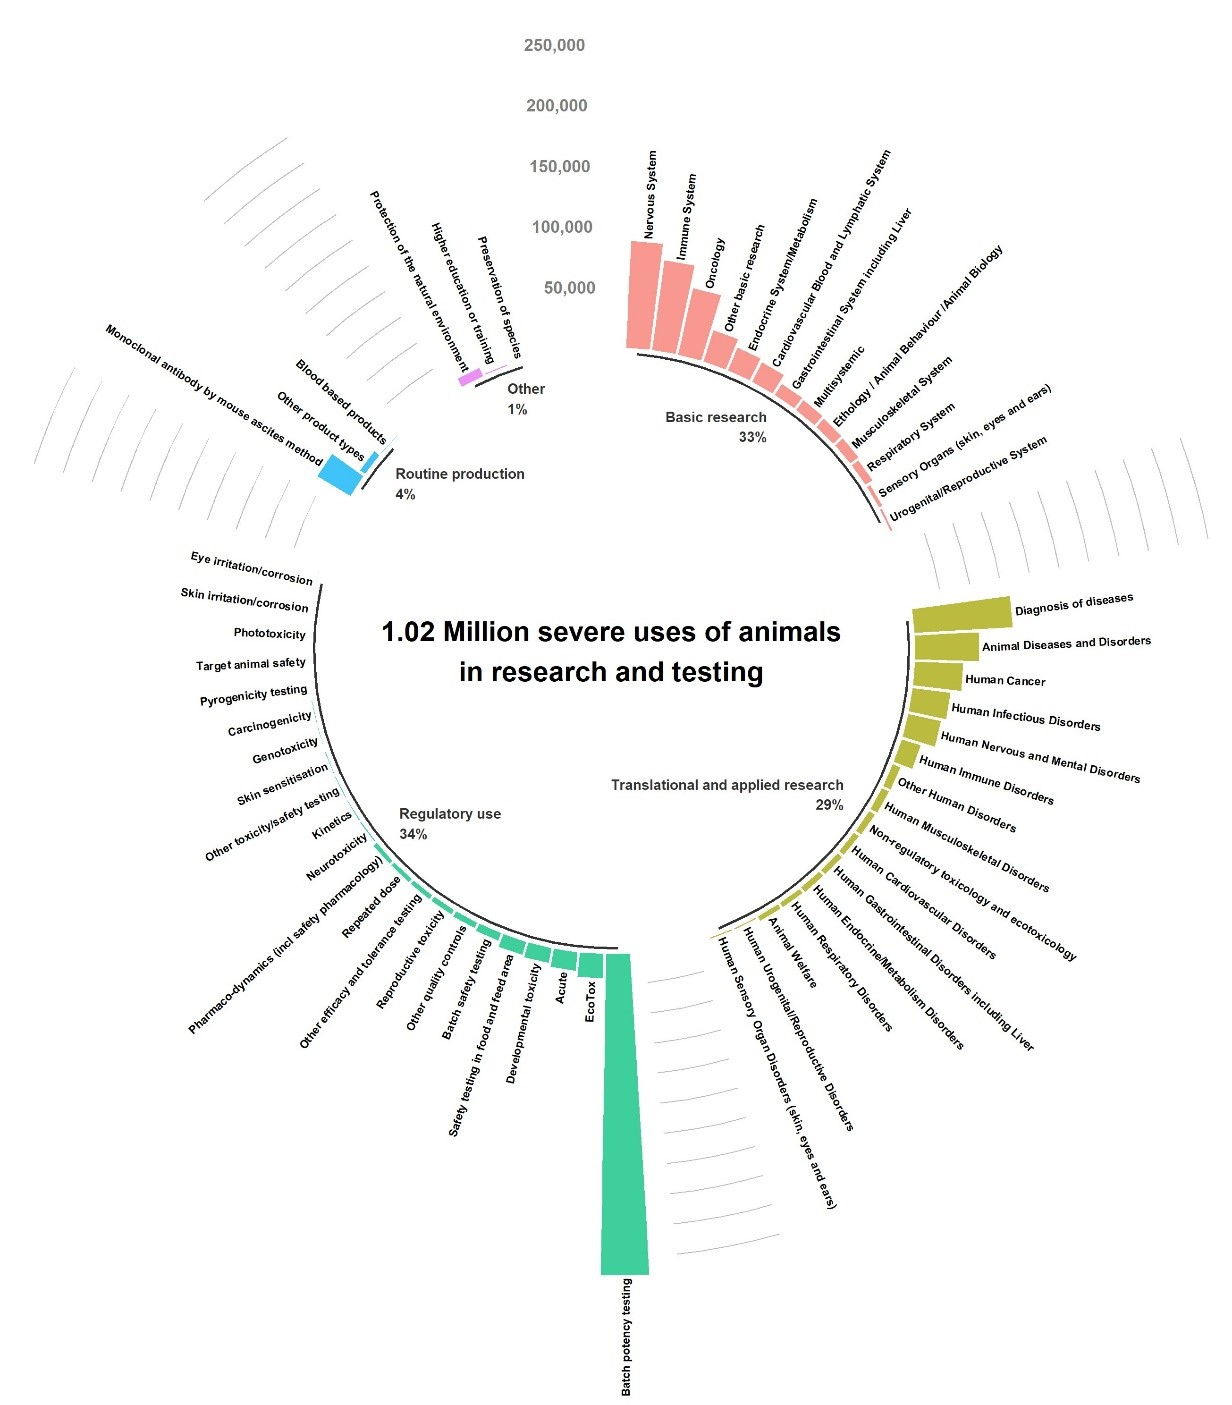 250,000
200,000
150,000
100,000
50,000
Nervous System
Immune System
Oncology
Other basic research
Endocrine System/Metabolism
Cardiovascular Blood and Lymphatic System
Gastrointestinal System including Liver
Multisystemic
Ethology / Animal Behaviour /Animal Biology
Musculoskeletal System
Respiratory System
Sensory Organs (skin, eyes and ears)
Urogenital/Reproductive System
Basic research
33%
Diagnosis of diseases
Animal Diseases and Disorders
Human Cancer
Human Infectious Disorders
Human Nervous and Mental Disorders
Human Immune Disorders
Other Human Disorders
Human Musculoskeletal Disorders
Non-regulatory toxicology and ecotoxicology
Human Cardiovascular Disorders
Human Gastrointestinal Disorders including Liver
Human Endocrine/Metabolism Disorders
Human Respiratory Disorders
Animal Welfare
Human Urogenital/Reproductive Disorders
Human Sensory Organ Disorders (skin, eyes and ears)
Translational and applied research
29%
Batch potency testing
EcoTox
Acute
Developmental toxicity
Safety testing in food and feed area
Batch safety testing
Other quality controls
Reproductive toxicity
Other efficacy and tolerance testing
Repeated dose
Pharmaco-dynamics (incl safety pharmacology)
Neurotoxicity
Kinetics
Other toxicity/safety testing
Skin sensitisation
Genotoxicity
Carcinogenicity
Pyrogenicity testing
Target animal safety
Phototoxicity
Skin irritation/corrosion
Eye irritation/corrosion
Regulatory use
34%
Monoclonal antibody by mouse ascites method
Other product types
Blood based products
Routine production
4%
Protection of the natural environment
Higher education or training
Preservation of species
Other
1%
1.02 Million severe uses of animals
in research and testing